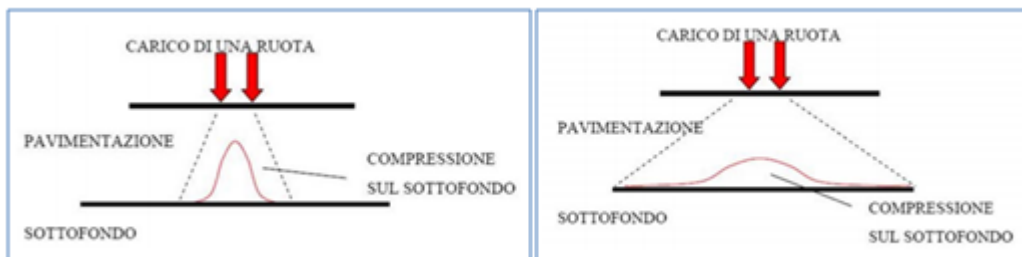 CARICO DI UNA RUOTA
PAVIMENTAZIONE
COMPRESSIONE
SUL SOTTOFONDO
SOTTOFONDO
CARICO DI UNA RUOTA
PAVIMENTAZIONE
SOTTOFONDO
COMPRESSIONE
SUL SOTTOFONDO